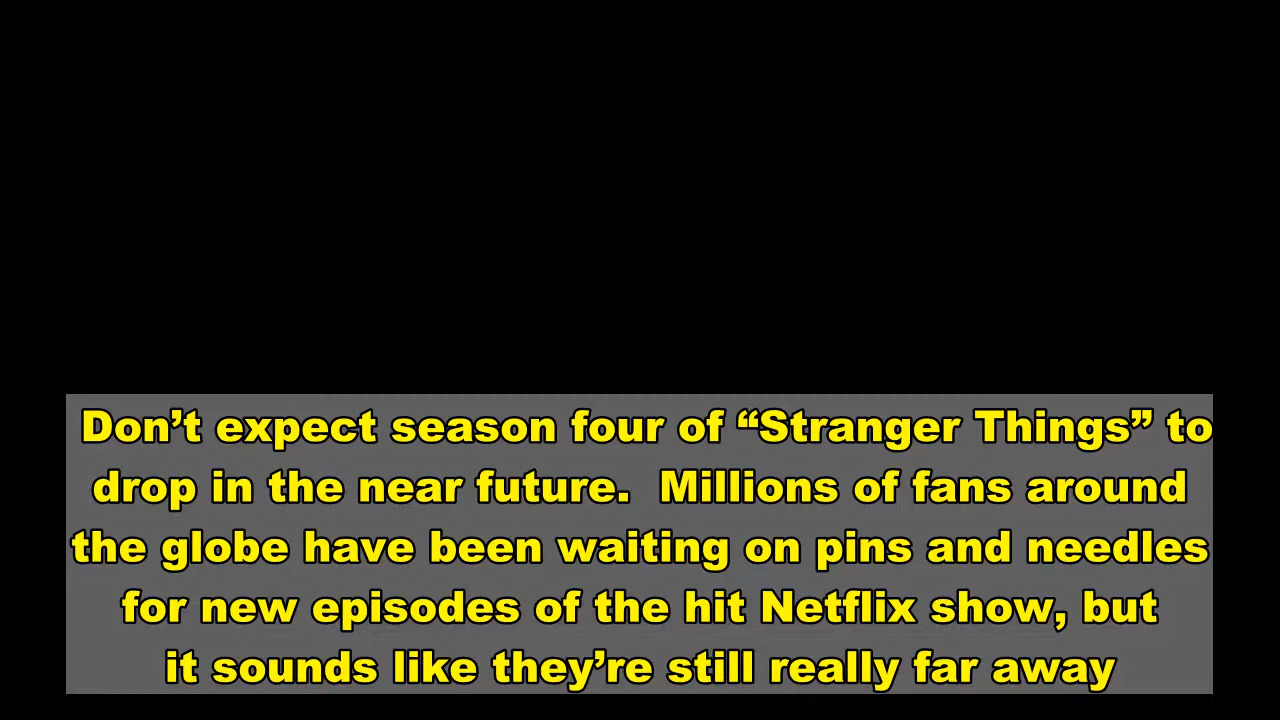 Don’t expect season four of “Stranger Things” to
drop in the near future.  Millions of fans around
the globe have been waiting on pins and needles
for new episodes of the hit Netflix show, but
it sounds like they’re still really far away